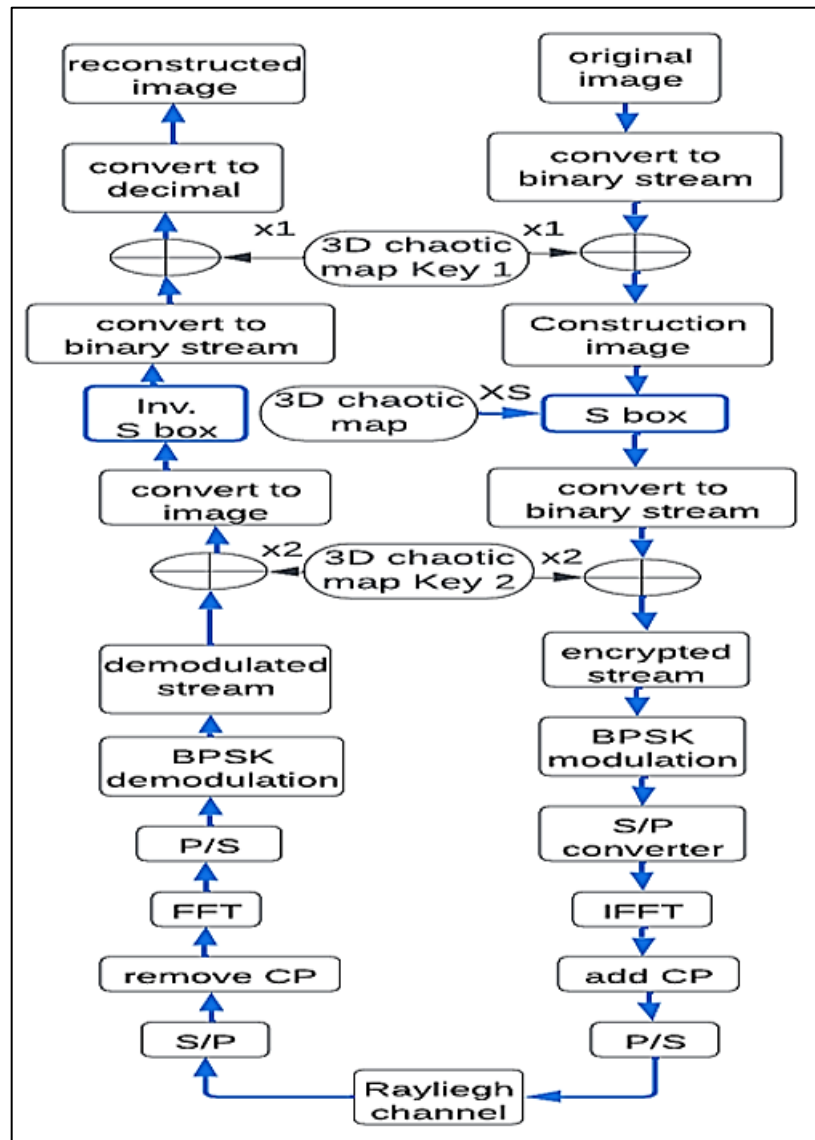 reconstructed
image
convert to
decimal
x1
convert to
binary stream
Inv.
S box
convert to
image
x2
demodulated
stream
BPSK
demodulation
P/S
FFT
remove CP
S/P
3D chaotic
map Key 1
3D chaotic
map
XS
3D chaotic
map Key 2
Rayliegh
channel
original
image
convert to
binary stream
x1
Construction
image
S box
convert to
binary stream
x2
encrypted
stream
BPSK
modulation
S/P
converter
IFFT
add CP
P/S